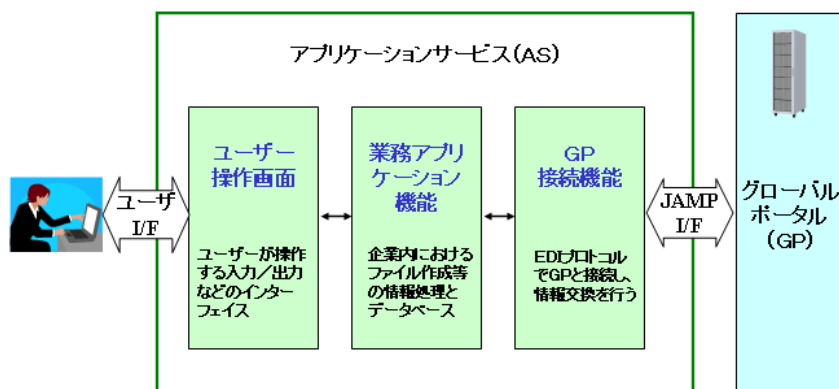 アプリケーションサービス(AS)
ユーザ
I/F
ユーザー
操作画面
ユーザーが操作
する入力／出力
などのインター
フェイス
業務アプリ
ケーション
機能
企業内における
ファイル作成等
の情報処理と
データベース
GP
接続機能
EDIプロトコル
でGPと接続し、
情報交換を行う
JAMP
I/F
グローバル
ポータル
(GP)